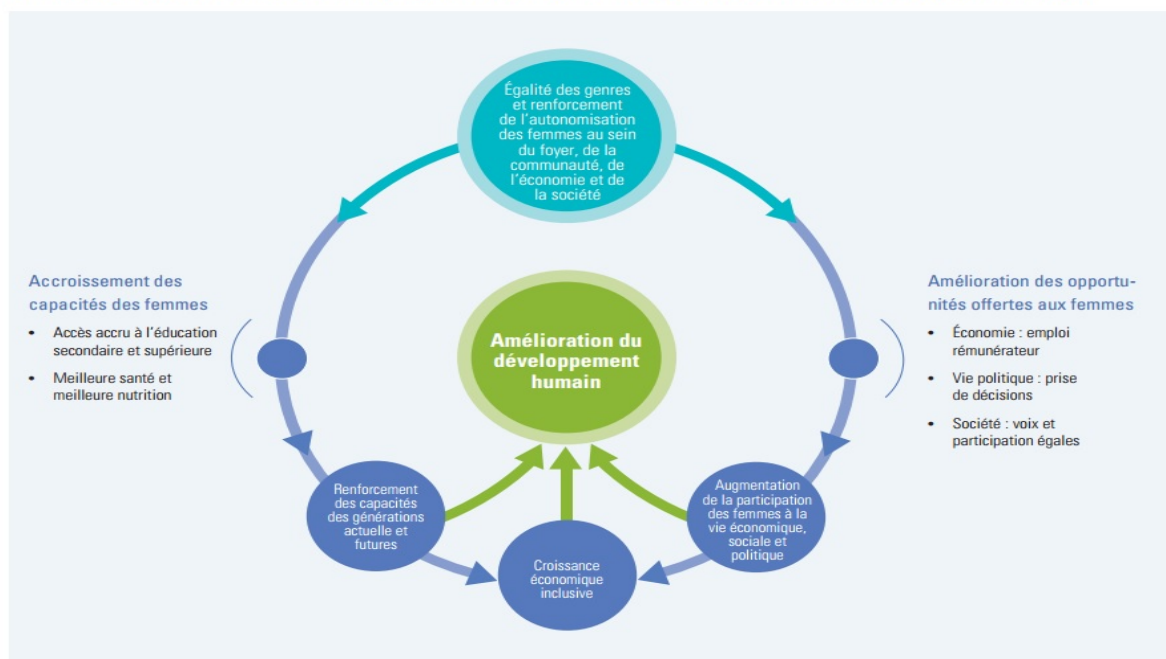 Égalité des genres
et renforcement
de l'autonomisation
des femmes au sein
du foyer, de la
communauté, de
l'économie et de
la société
Accroissement des
capacités des femmes
• Accès accru à l'éducation
secondaire et supérieure
• Meilleure santé et
meilleure nutrition
Amélioration du
développement
humain
Amélioration des opportu-
nités offertes aux femmes
• Économie : emploi
rémunérateur
• Vie politique : prise
de décisions
• Société : voix et
participation égales
Renforcement
des capacités
des générations
actuelle et
futures
Croissance
économique
inclusive
Augmentation
de la participation
des femmes à la
vie économique,
sociale et
politique